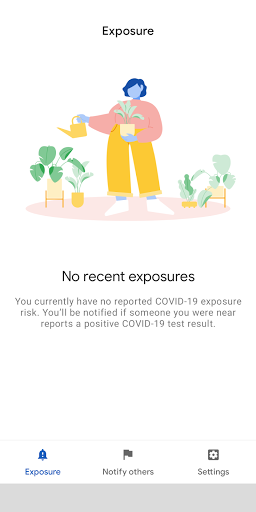 Exposure
No recent exposures
You currently have no reported COVID-19 exposure
risk. You'll be notified if someone you were near
reports a positive COVID-19 test result.
Exposure
Notify others
Settings